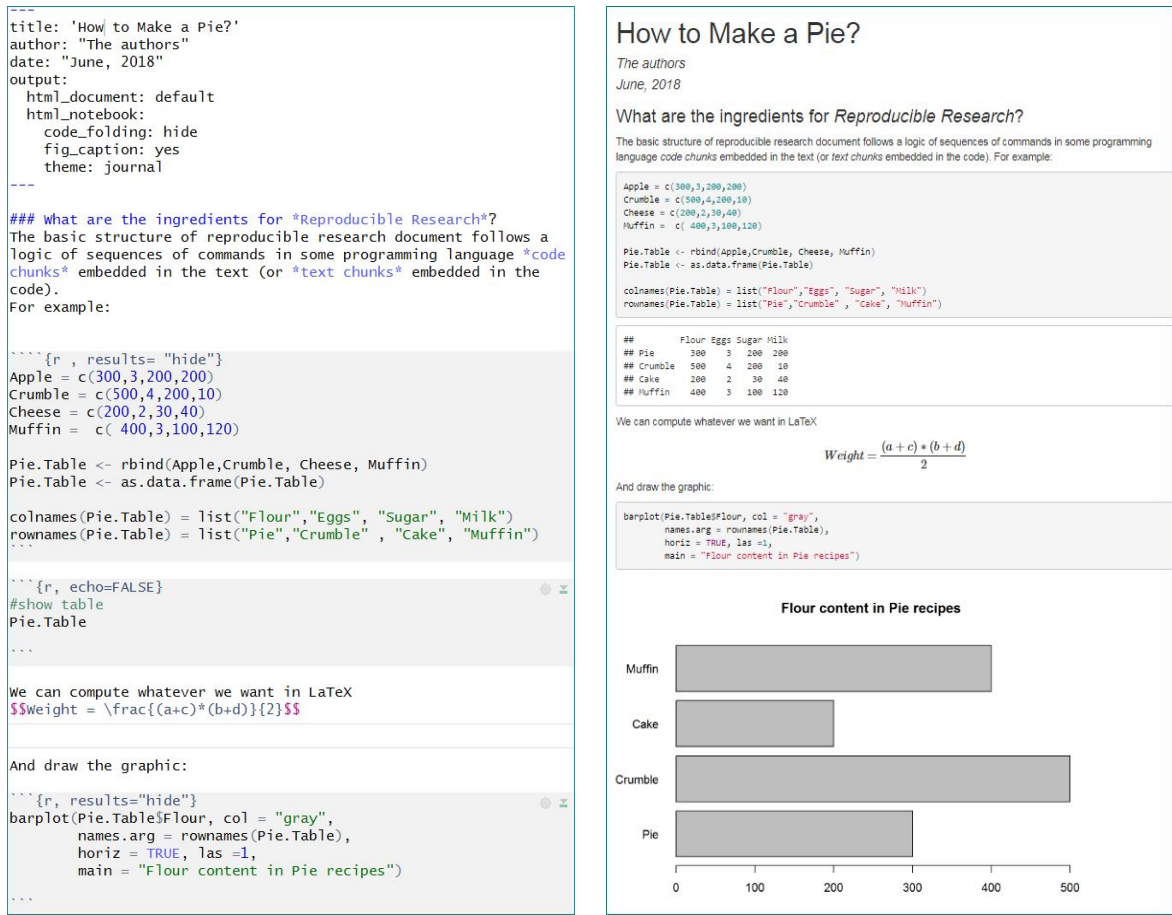 ---
title: 'How to Make a Pie?'
author: "The authors"
date: "June, 2018"
output:
  html_document: default
  html_notebook:
    code_folding: hide
    fig_caption: yes
    theme: journal
---
### What are the ingredients for *Reproducible Research*?
The basic structure of reproducible research document follows a
logic of sequences of commands in some programming language *code
chunks* embedded in the text (or *text chunks* embedded in the
code).
For example:
````{r , results= "hide"}
Apple = c(300,3,200,200)
Crumble = c(500,4,200,10)
Cheese = c(200,2,30,40)
Muffin =  c( 400,3,100,120)
Pie.Table <- rbind(Apple,Crumble, Cheese, Muffin)
Pie.Table <- as.data.frame(Pie.Table)
colnames(Pie.Table) = list("Flour","Eggs", "Sugar", "Milk")
rownames(Pie.Table) = list("Pie","Crumble" , "Cake", "Muffin")
```
```{r, echo=FALSE}
#show table
Pie.Table
```
We can compute whatever we want in LaTeX
$$Weight = \frac{(a+c)*(b+d)}{2}$$
And draw the graphic:
```{r, results="hide"}
barplot(Pie.Table$Flour, col = "gray",
        names.arg = rownames(Pie.Table),
        horiz = TRUE, las =1,
        main = "Flour content in Pie recipes")
```
How to Make a Pie?
The authors
June, 2018
What are the ingredients for Reproducible Research?
The basic structure of reproducible research document follows a logic of sequences of commands in some programming
language code chunks embedded in the text (or text chunks embedded in the code). For example:
Apple = c(300,3,200,200)
Crumble = c(500,4,200,10)
Cheese = c(200,2,30,40)
Muffin =  c( 400,3,100,120)
Pie.Table <- rbind(Apple,Crumble, Cheese, Muffin)
Pie.Table <- as.data.frame(Pie.Table)
colnames(Pie.Table) = list("Flour","Eggs", "Sugar", "Milk")
rownames(Pie.Table) = list("Pie","Crumble" , "Cake", "Muffin")
##         Flour Eggs Sugar Milk
## Pie       300    3   200  200
## Crumble   500    4   200   10
## Cake      200    2    30   40
## Muffin    400    3   100  120
We can compute whatever we want in LaTeX
Weight = (a + c) * (b + d)
2
And draw the graphic:
barplot(Pie.Table$Flour, col = "gray",
        names.arg = rownames(Pie.Table),
        horiz = TRUE, las =1,
        main = "Flour content in Pie recipes")
Flour content in Pie recipes
Muffin
Cake
Crumble
Pie
0 100 200 300 400 500